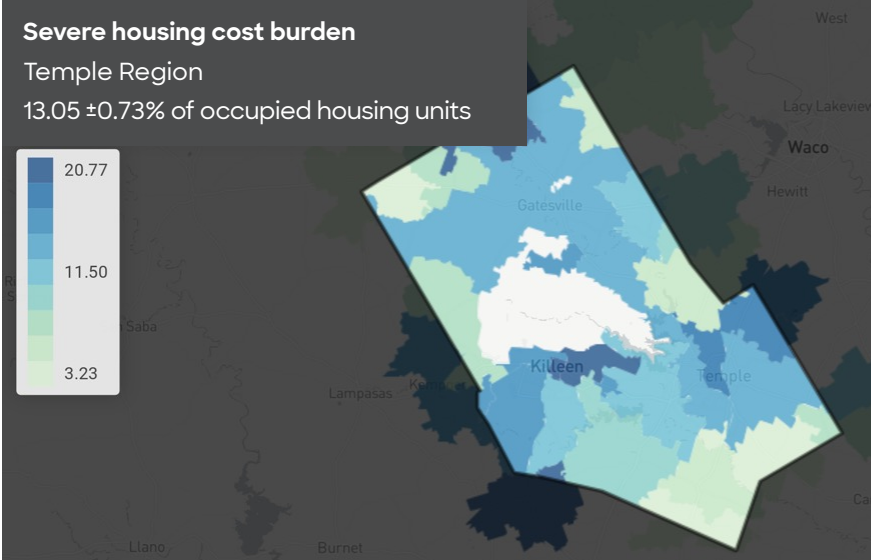 Severe housing cost burden
Temple Region
13.05 ±0.73% of occupied housing units
20.77
11.50
3.23
West
Lacy Lakeview
Waco
Hewitt
Gatesville
Saba
Killeen
Temple
Lampasas
Llano
Burnet